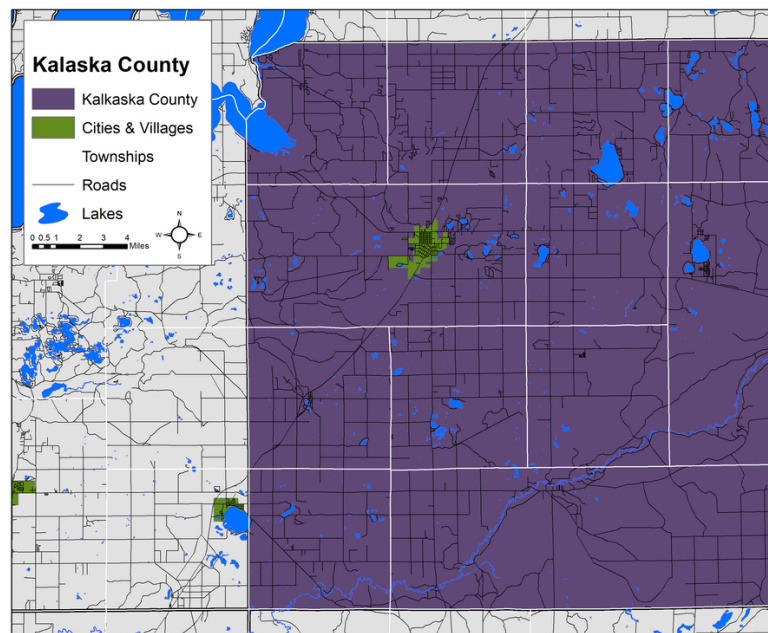 Kalaska County
Kalkaska County
Cities & Villages
Townships
Roads
Lakes
N
W E
S
0 0.5 1 2 3 4
Miles